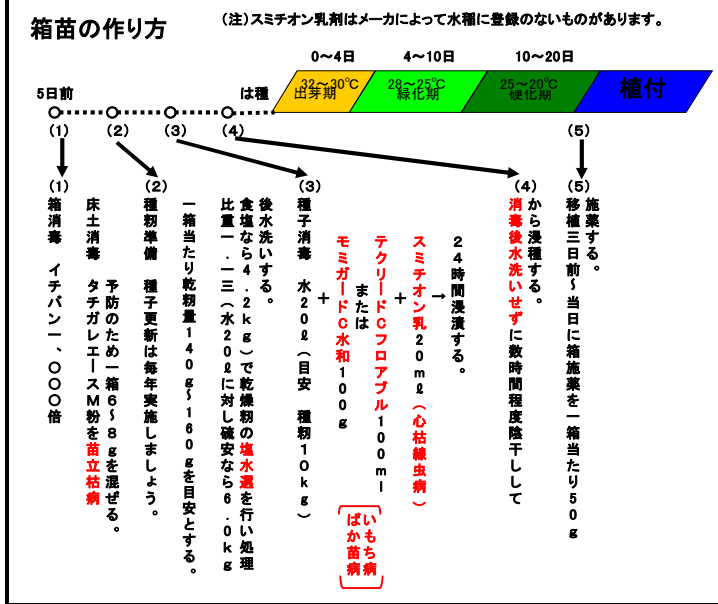 箱苗の作り方
(注)スミチオン乳剤はメーカによって水稲に登録のないものがあります。
0～4日
4～10日
10～20日
5日前
は種
32～30℃
出芽期
28～25℃
緑化期
25～20℃
硬化期
植付
(1)
(2)
(3)
(4)
(5)
(1)
箱消毒　イチバン一、〇〇〇倍
床土消毒　タチガレエースM粉を苗立枯病
予防のため一箱6～8gを混ぜる。
(2)
種籾準備　種子更新は毎年実施しましょう。
一箱当たり乾籾量140g～160gを目安とする。
比重一.一三(水20ℓに対し硫安なら6.0kg
食塩なら4.2kg)で乾燥籾の塩水選を行い処理
後水洗いする。
(3)
種子消毒　水20ℓ(目安　種籾10kg)
+
モミガードC水和100g
または
テクリードCフロアブル100ml
+
スミチオン乳20mℓ(心枯線虫病)
→
24時間浸漬する。
いもち病
ばか苗病
(4)
消毒後水洗いせずに数時間程度陰干しして
から浸種する。
(5)
移植三日前～当日に箱施薬を一箱当たり50g
施薬する。